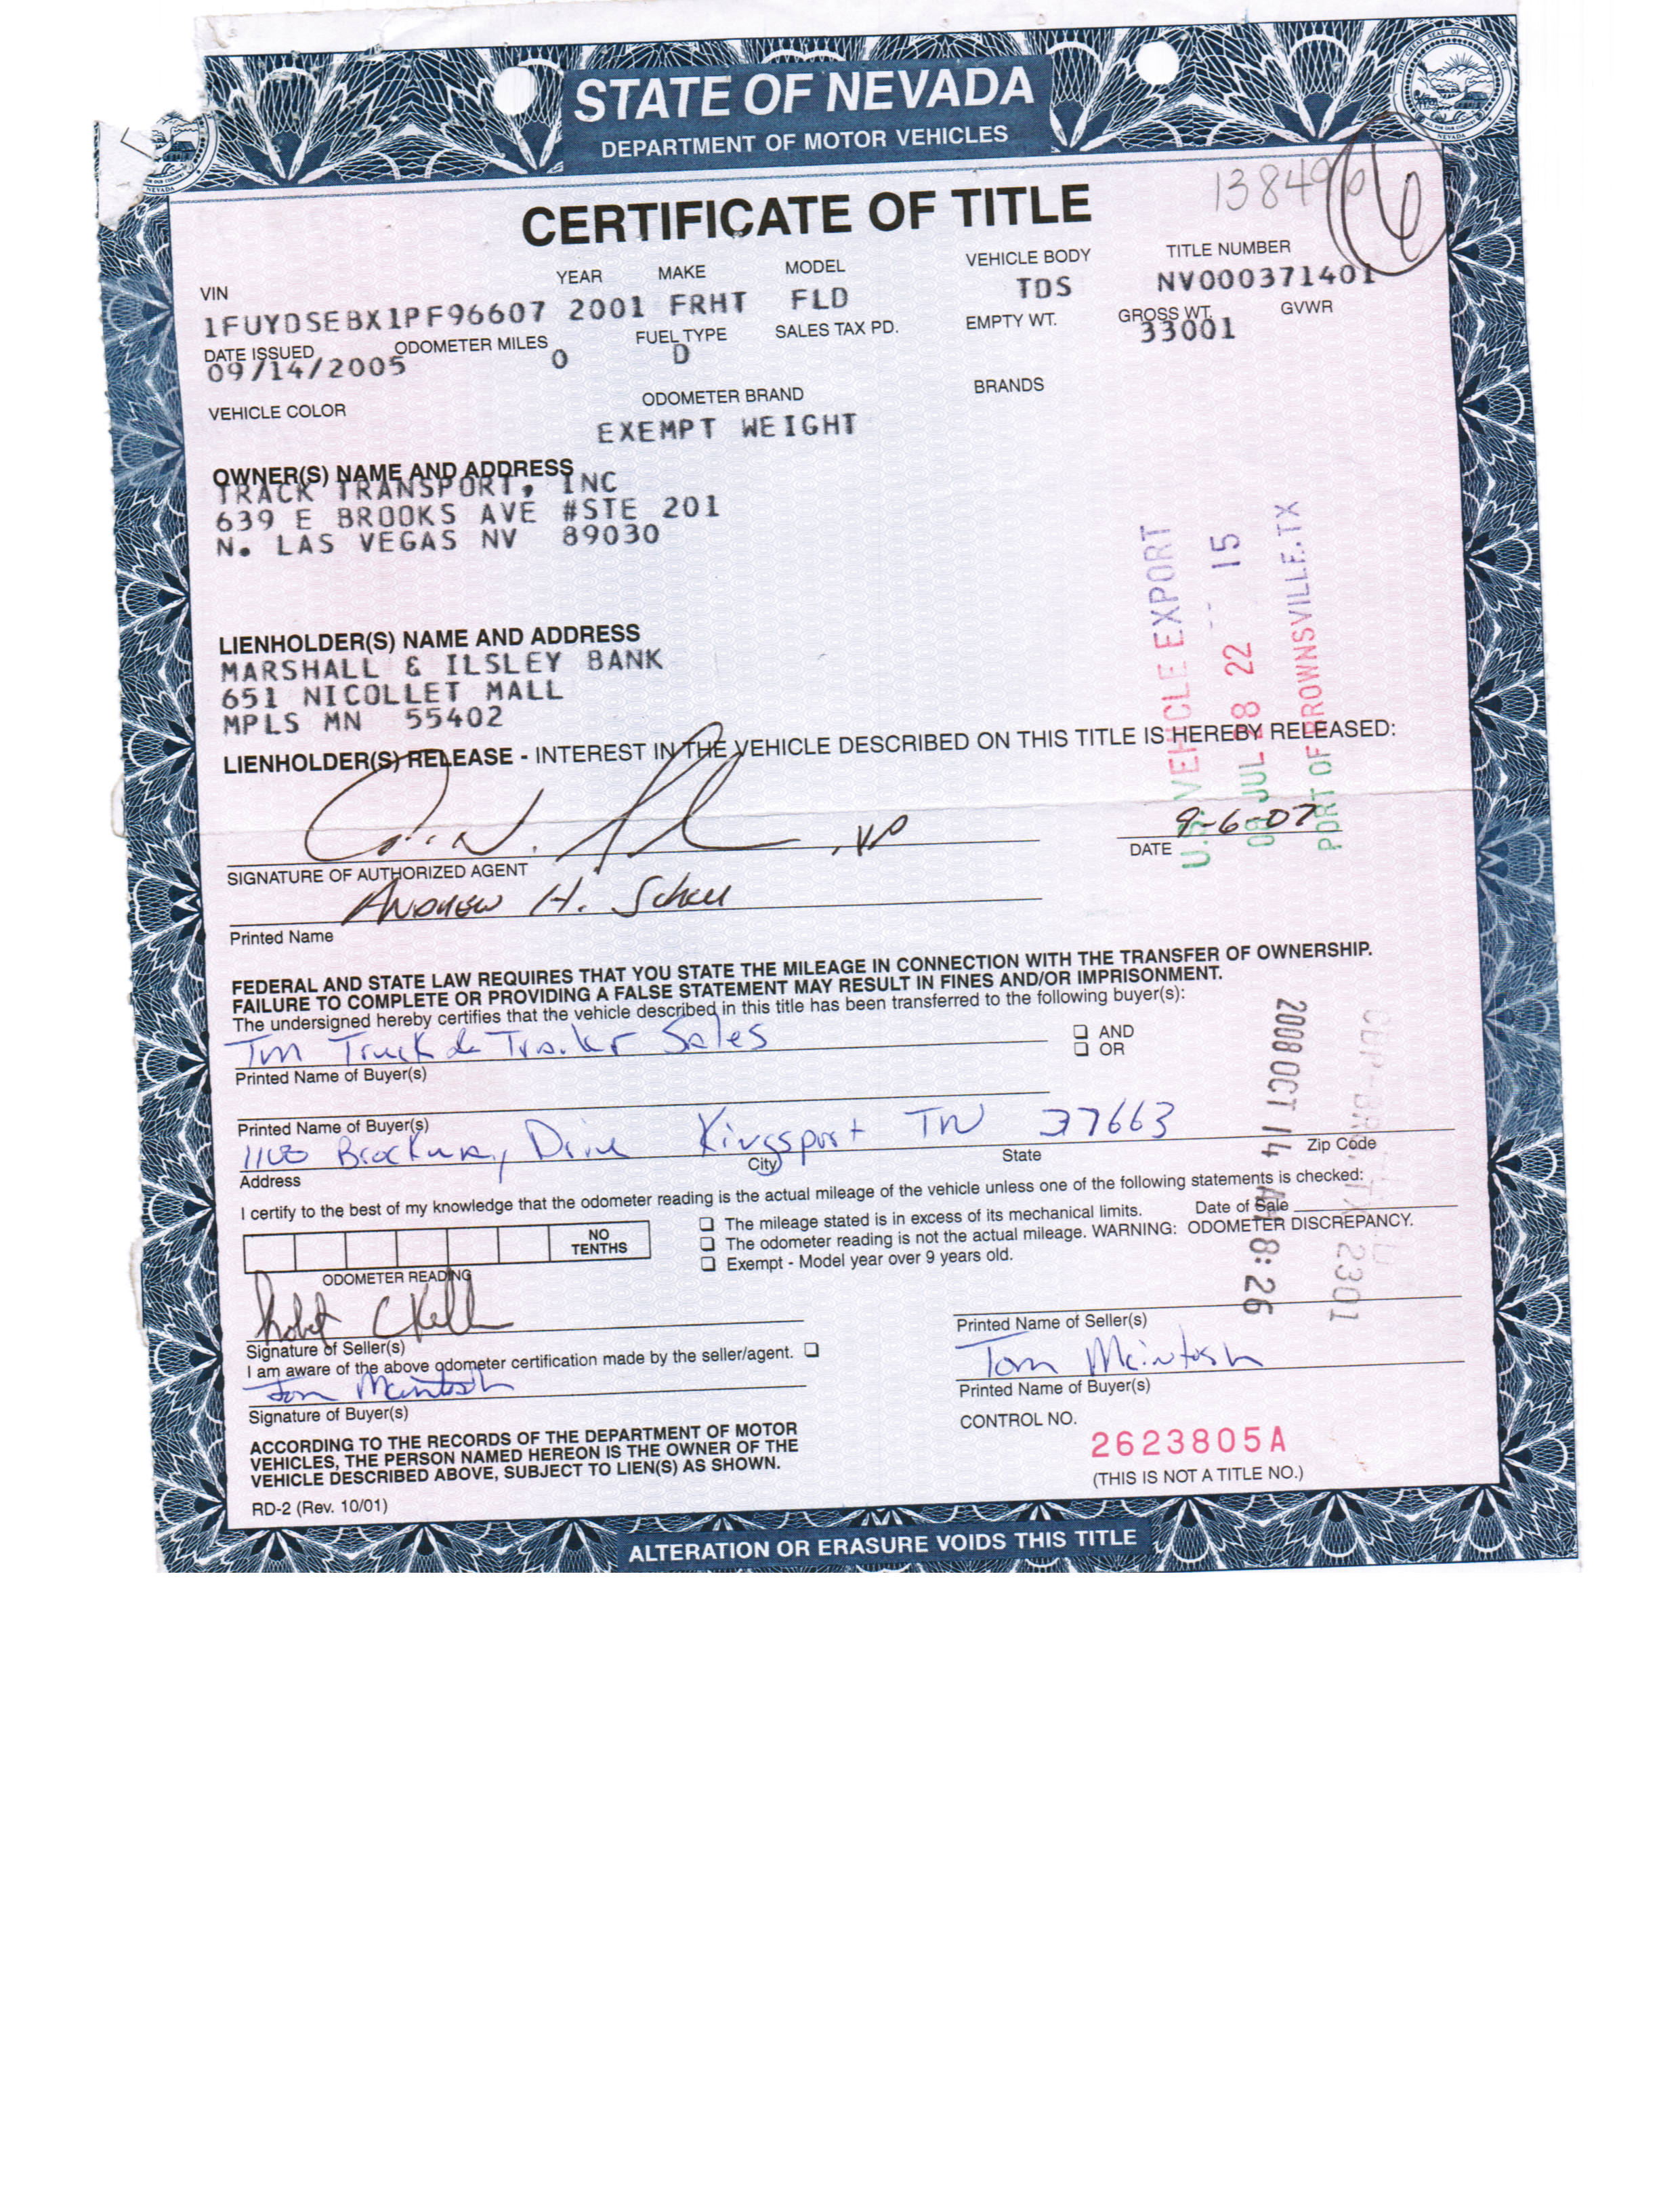 STATE OF NEVADA
DEPARTMENT OF MOTOR VEHICLES
CERTIFICATE OF TITLE
VIN YEAR MAKE MODEL VEHICLE BODY TITLE NUMBER
1FUYDSEBX1PF96607 2001 FRHT FLD TDS NV000371401
DATE ISSUED ODOMETER MILES FUEL TYPE SALES TAX PD. EMPTY WT. GROSS WT. GVWR
09/14/2005 0 D 33001
VEHICLE COLOR ODOMETER BRAND BRANDS
EXEMPT WEIGHT
OWNER(S) NAME AND ADDRESS
TRACK TRANSPORT, INC
639 E BROOKS AVE #STE 201
N. LAS VEGAS NV 89030
LIENHOLDER(S) NAME AND ADDRESS
MARSHALL & ILSLEY BANK
651 NICOLLET MALL
MPLS MN 55402
LIENHOLDER(S) RELEASE - INTEREST IN THE VEHICLE DESCRIBED ON THIS TITLE IS HEREBY RELEASED:
, VP 9-6-07
SIGNATURE OF AUTHORIZED AGENT DATE
Andrew H.
Printed Name
U.S. VEHICLE EXPORT
08 JUL 28 22 15
PORT OF BROWNSVILLE.TX
FEDERAL AND STATE LAW REQUIRES THAT YOU STATE THE MILEAGE IN CONNECTION WITH THE TRANSFER OF OWNERSHIP.
FAILURE TO COMPLETE OR PROVIDING A FALSE STATEMENT MAY RESULT IN FINES AND/OR IMPRISONMENT.
The undersigned hereby certifies that the vehicle described in this title has been transferred to the following buyer(s):
Tm Truck & Trailer Sales
AND
OR
Printed Name of Buyer(s)
Printed Name of Buyer(s)
Drive Kingsport TN 37663
Address City State Zip Code
2008 OCT 14 AM 8:26
TX 2301
I certify to the best of my knowledge that the odometer reading is the actual mileage of the vehicle unless one of the following statements is checked:
The mileage stated is in excess of its mechanical limits. Date of Sale
The odometer reading is not the actual mileage. WARNING: ODOMETER DISCREPANCY.
Exempt - Model year over 9 years old.
NO TENTHS
ODOMETER READING
Robert C Kell
Signature of Seller(s) Printed Name of Seller(s)
I am aware of the above odometer certification made by the seller/agent.
Tom McIntosh Tom McIntosh
Signature of Buyer(s) Printed Name of Buyer(s)
CONTROL NO.
2623805A
(THIS IS NOT A TITLE NO.)
ACCORDING TO THE RECORDS OF THE DEPARTMENT OF MOTOR
VEHICLES, THE PERSON NAMED HEREON IS THE OWNER OF THE
VEHICLE DESCRIBED ABOVE, SUBJECT TO LIEN(S) AS SHOWN.
RD-2 (Rev. 10/01)
ALTERATION OR ERASURE VOIDS THIS TITLE